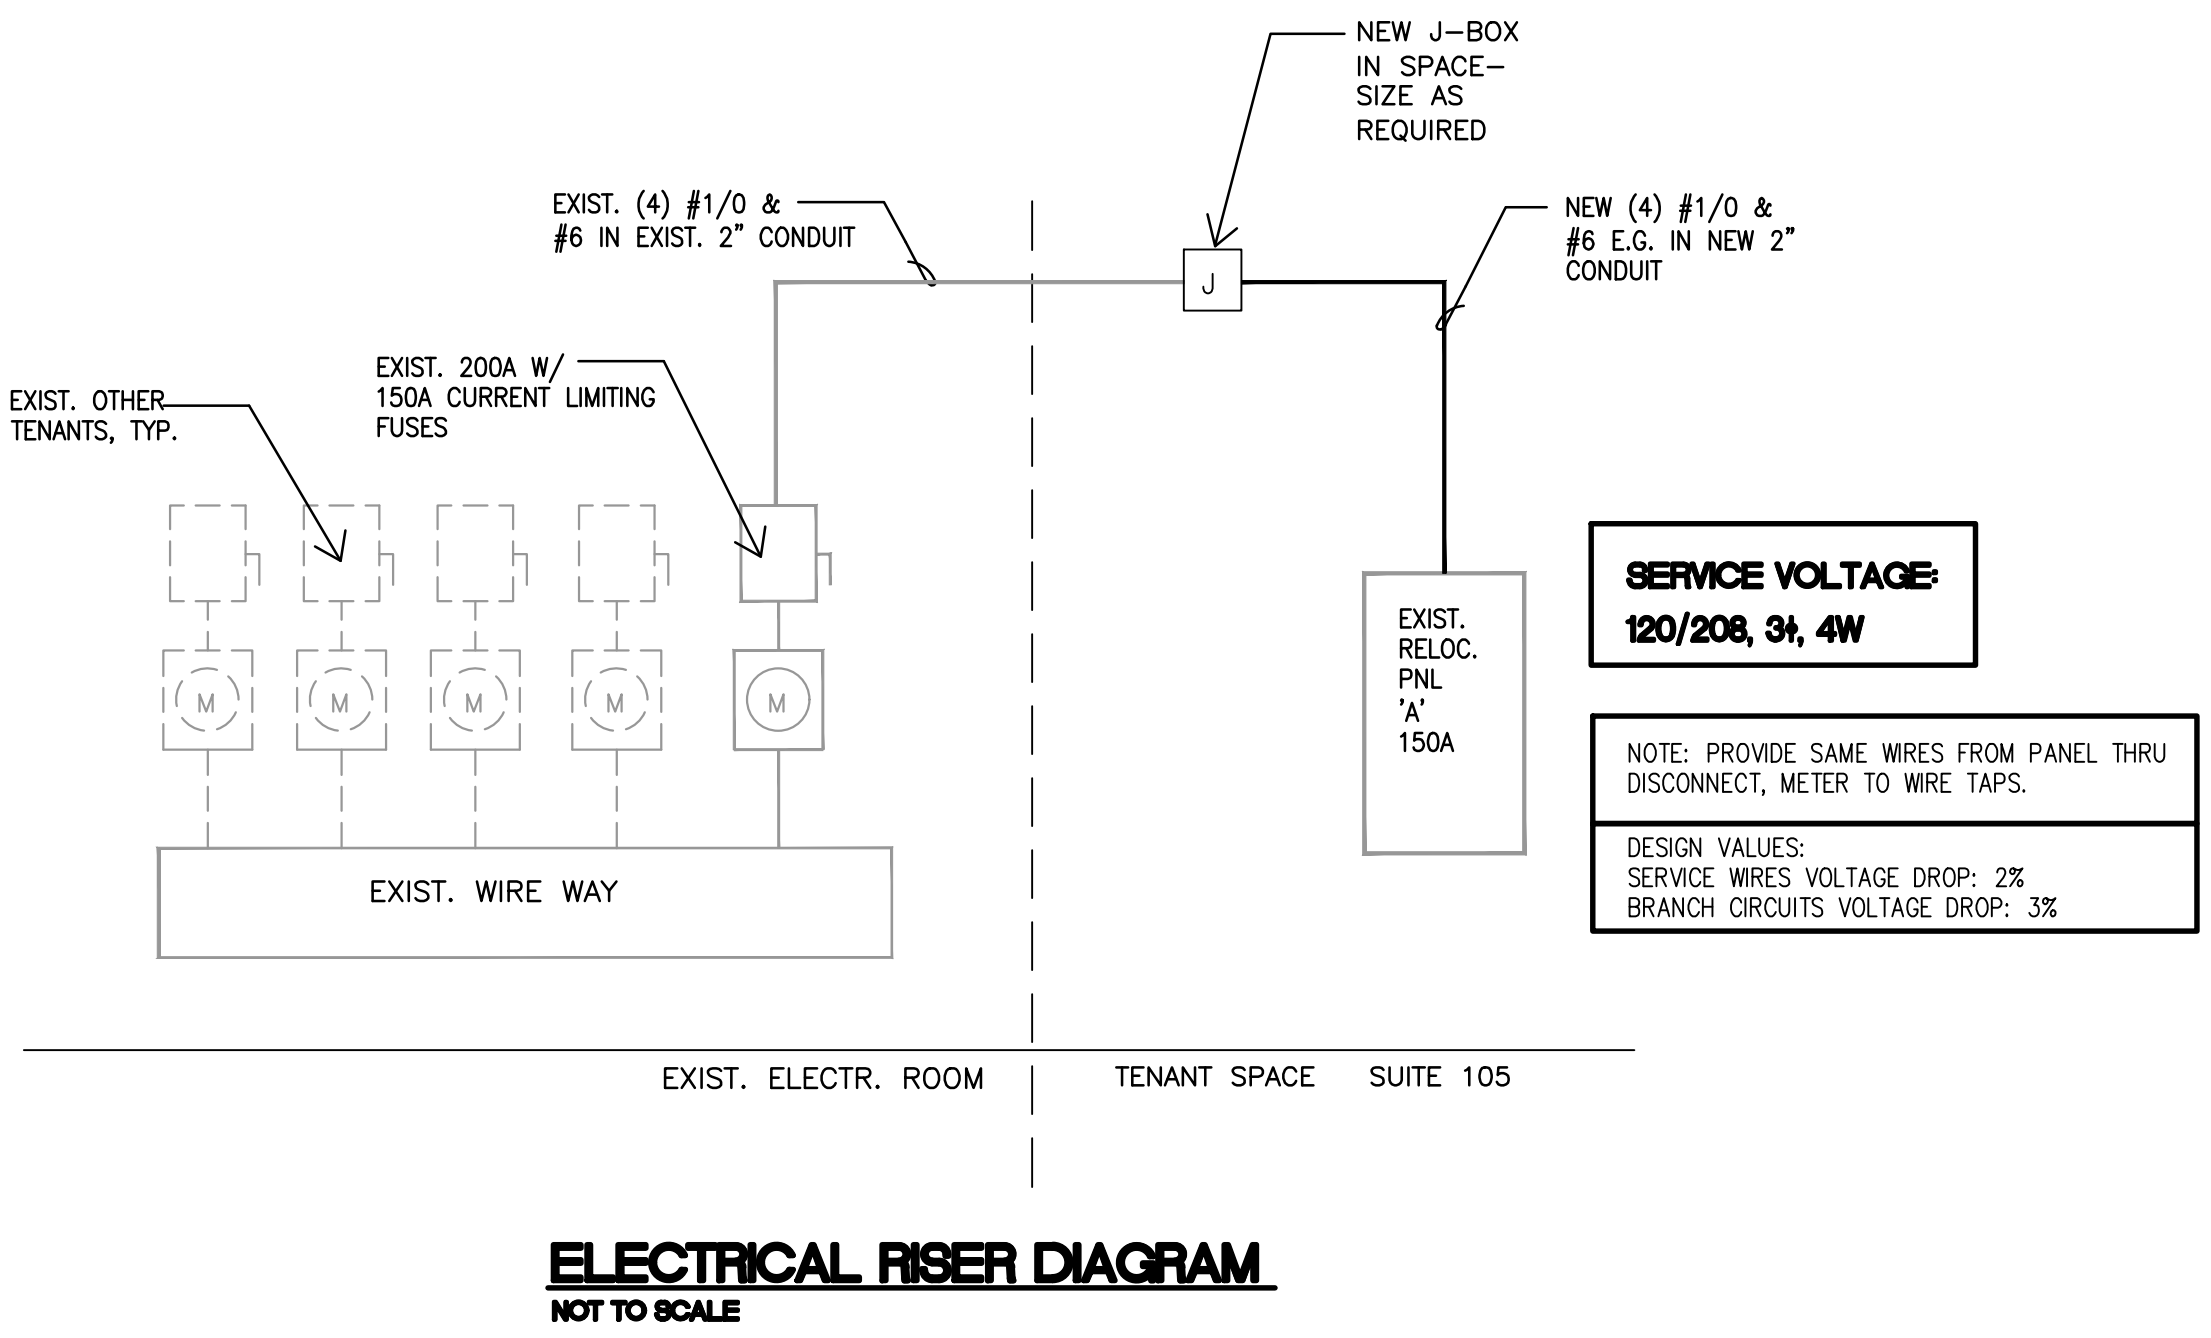 NEW J-BOX
IN SPACE-
SIZE AS
REQUIRED
EXIST. (4) #1/0 &
#6 IN EXIST. 2" CONDUIT
NEW (4) #1/0 &
#6 E.G. IN NEW 2"
CONDUIT
J
EXIST. 200A W/
150A CURRENT LIMITING
FUSES
EXIST. OTHER
TENANTS, TYP.
SERVICE VOLTAGE:
120/208, 3ϕ, 4W
EXIST.
RELOC.
PNL
'A'
150A
M M M M M
NOTE: PROVIDE SAME WIRES FROM PANEL THRU
DISCONNECT, METER TO WIRE TAPS.
DESIGN VALUES:
SERVICE WIRES VOLTAGE DROP: 2%
BRANCH CIRCUITS VOLTAGE DROP: 3%
EXIST. WIRE WAY
EXIST. ELECTR. ROOM
TENANT SPACE SUITE 105
ELECTRICAL RISER DIAGRAM
NOT TO SCALE